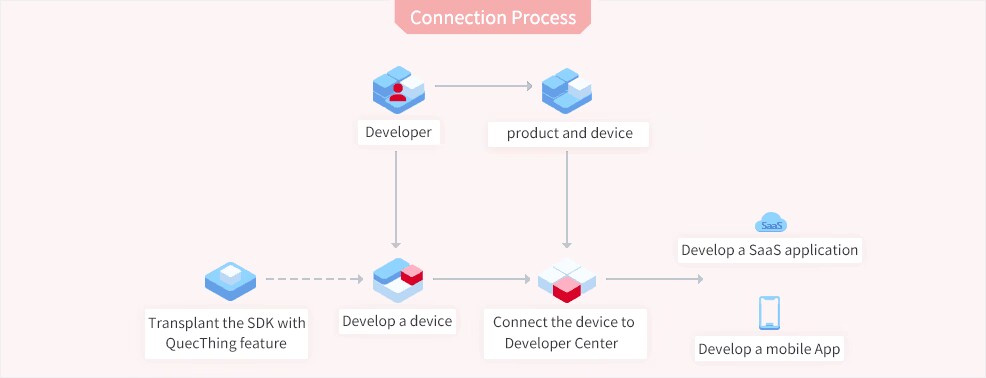 Connection Process
Developer
product and device
SaaS
Develop a SaaS application
Transplant the SDK with
QuecThing feature
Develop a device
Connect the device to
Developer Center
Develop a mobile App